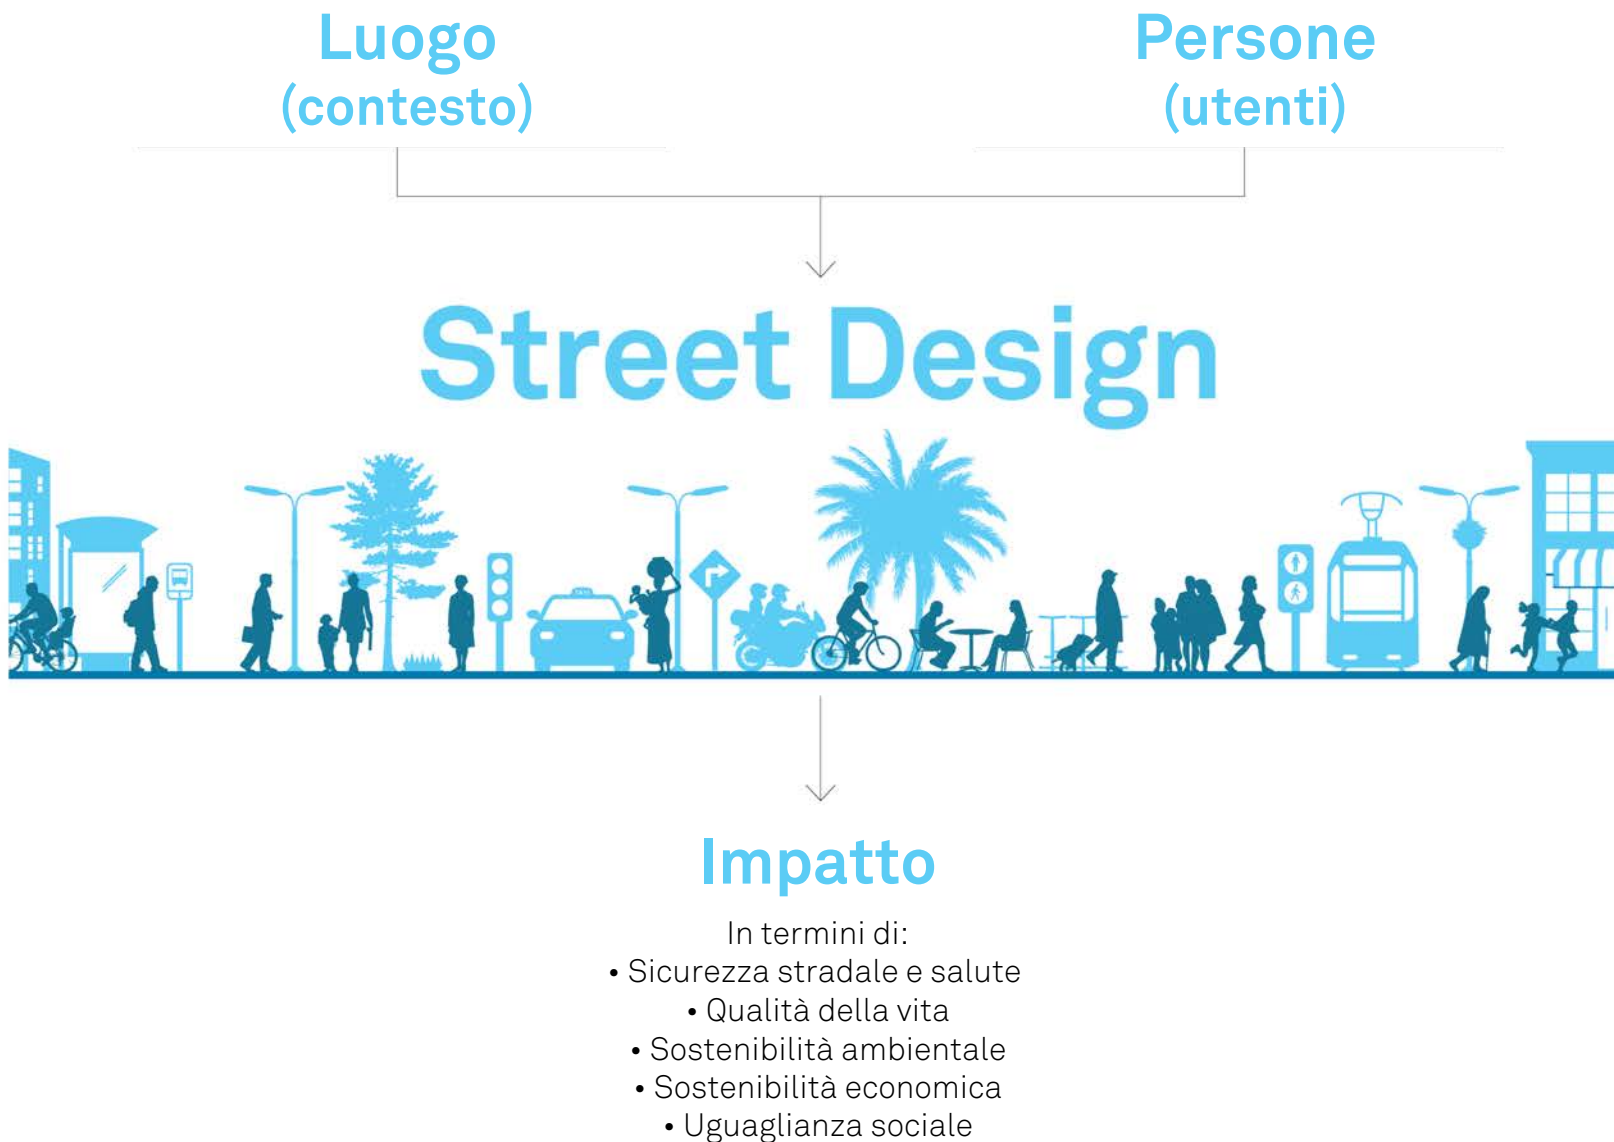 Luogo
(contesto)
Persone
(utenti)
Street Design
Impatto
In termini di:
• Sicurezza stradale e salute
• Qualità della vita
• Sostenibilità ambientale
• Sostenibilità economica
• Uguaglianza sociale